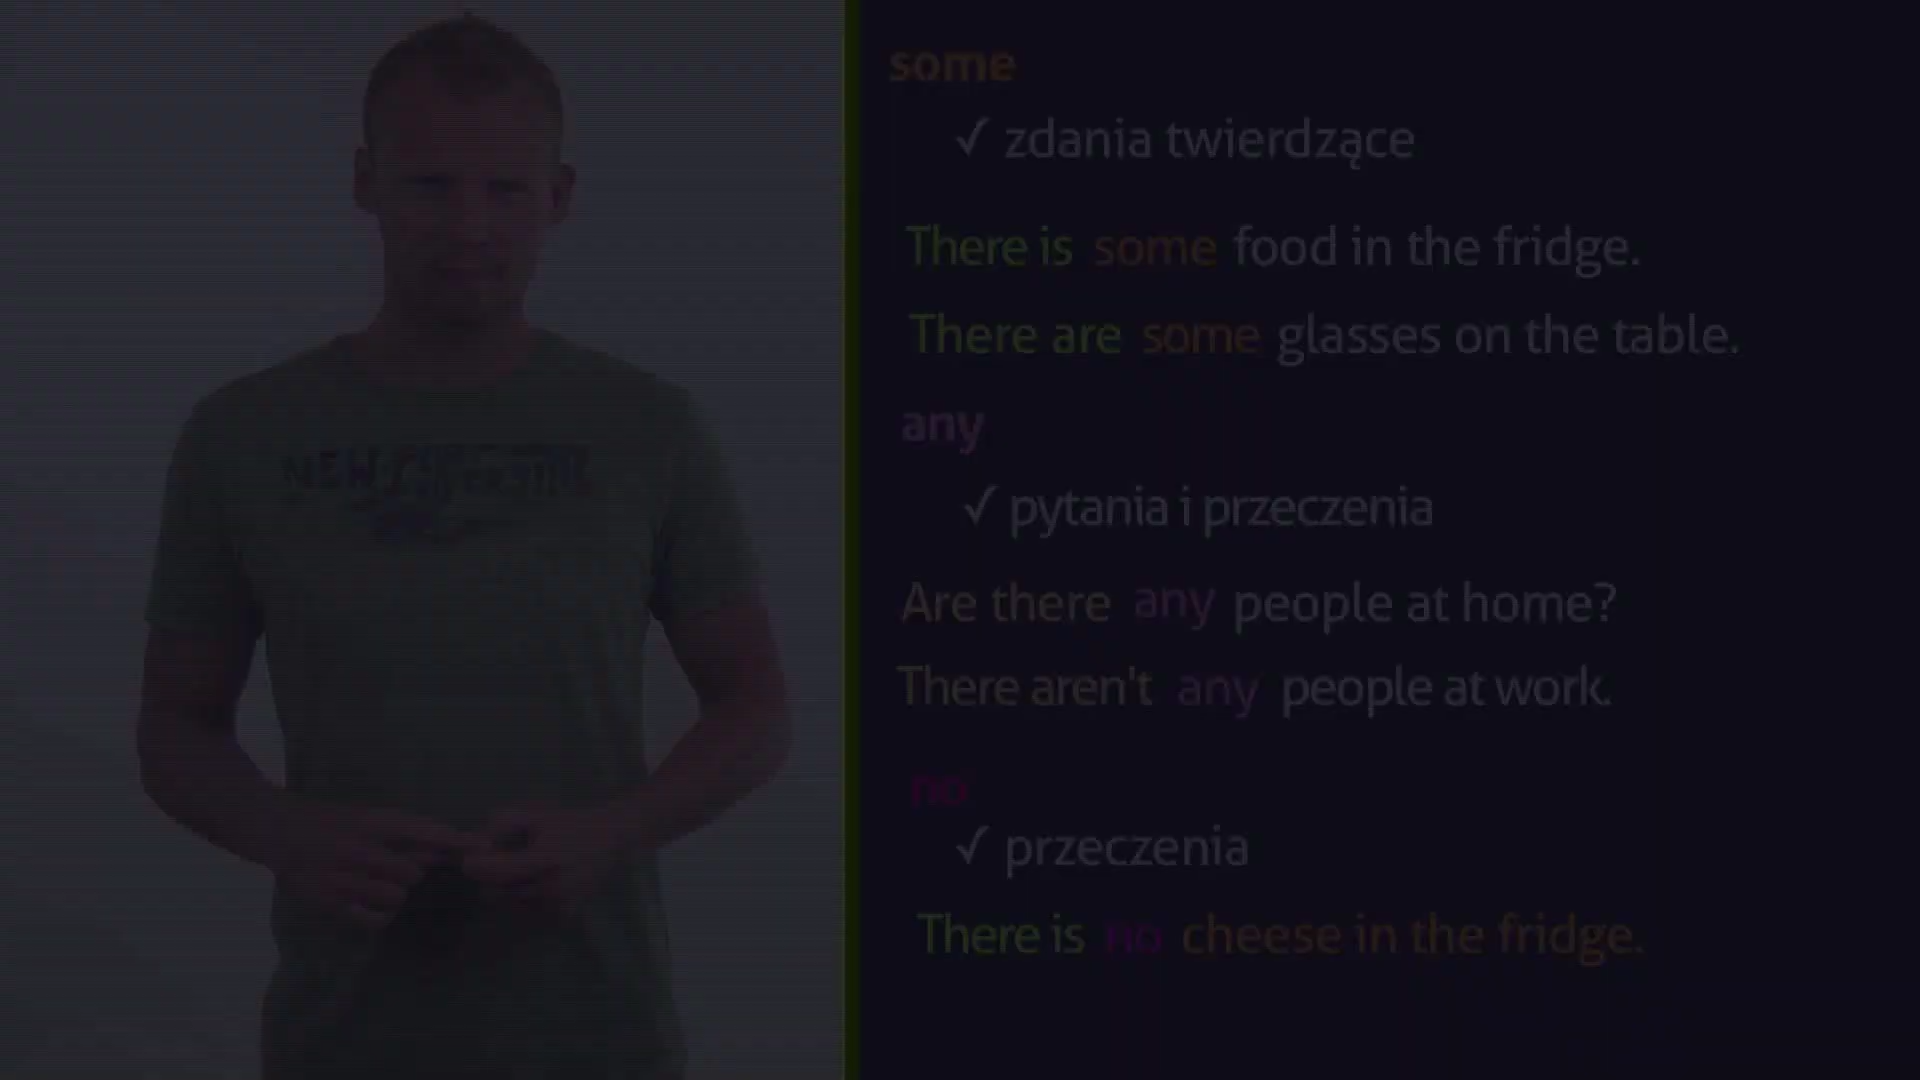 NEW
some
✓ zdania twierdzące
There is some food in the fridge.
There are some glasses on the table.
any
✓ pytania i przeczenia
Are there any people at home?
There aren't any people at work.
no
✓ przeczenia
There is no cheese in the fridge.